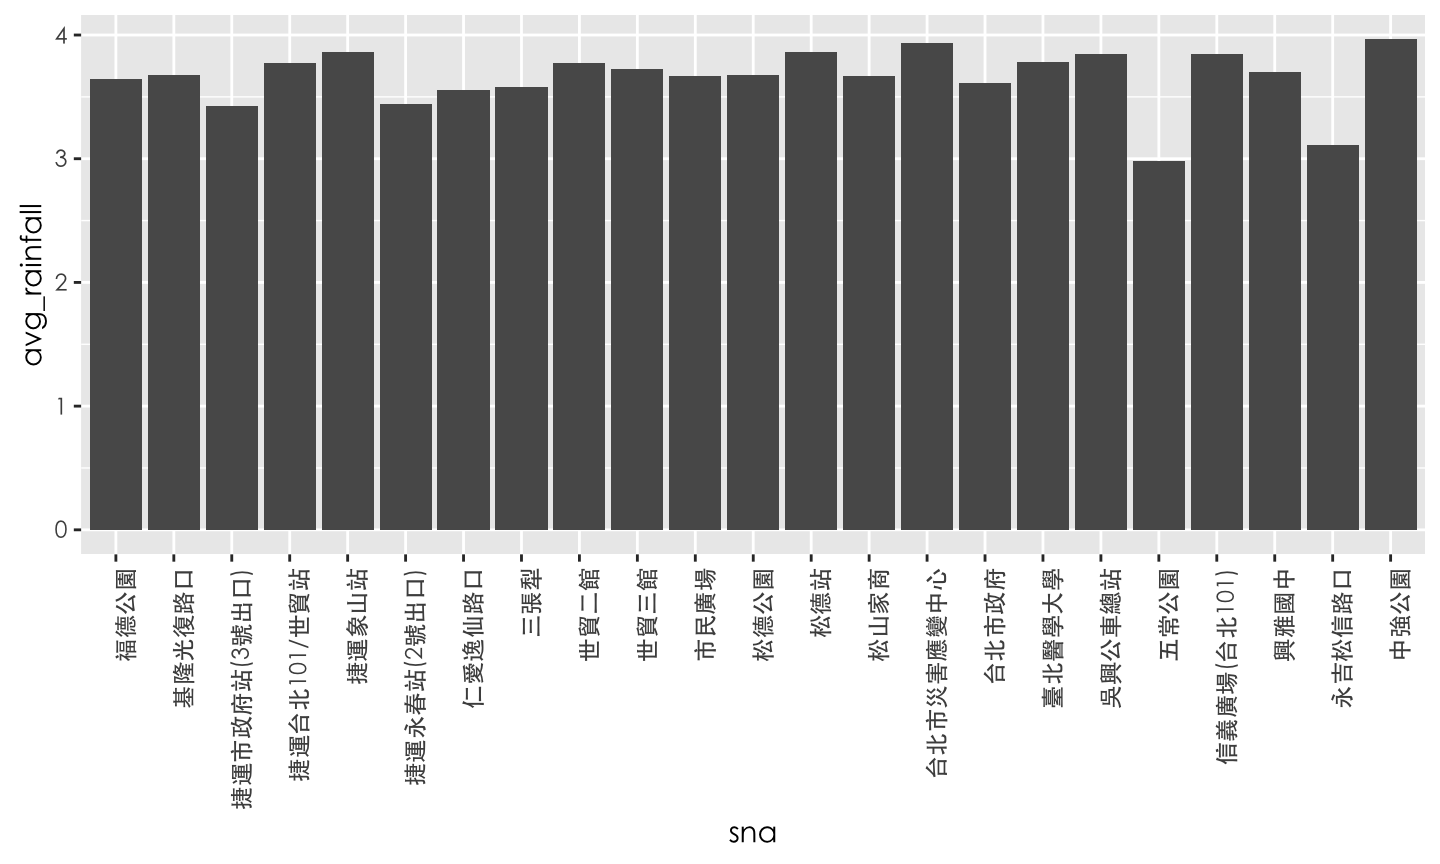 avg_rainfall
4
3
2
1
0
福德公園
基隆光復路口
捷運市政府站(3號出口)
捷運台北101/世貿站
捷運象山站
捷運永春站(2號出口)
仁愛逸仙路口
三張犁
世貿二館
世貿三館
市民廣場
松德公園
松德站
松山家商
台北市災害應變中心
台北市政府
臺北醫學大學
吳興公車總站
五常公園
信義廣場(台北101)
興雅國中
永吉松信路口
中強公園
sna